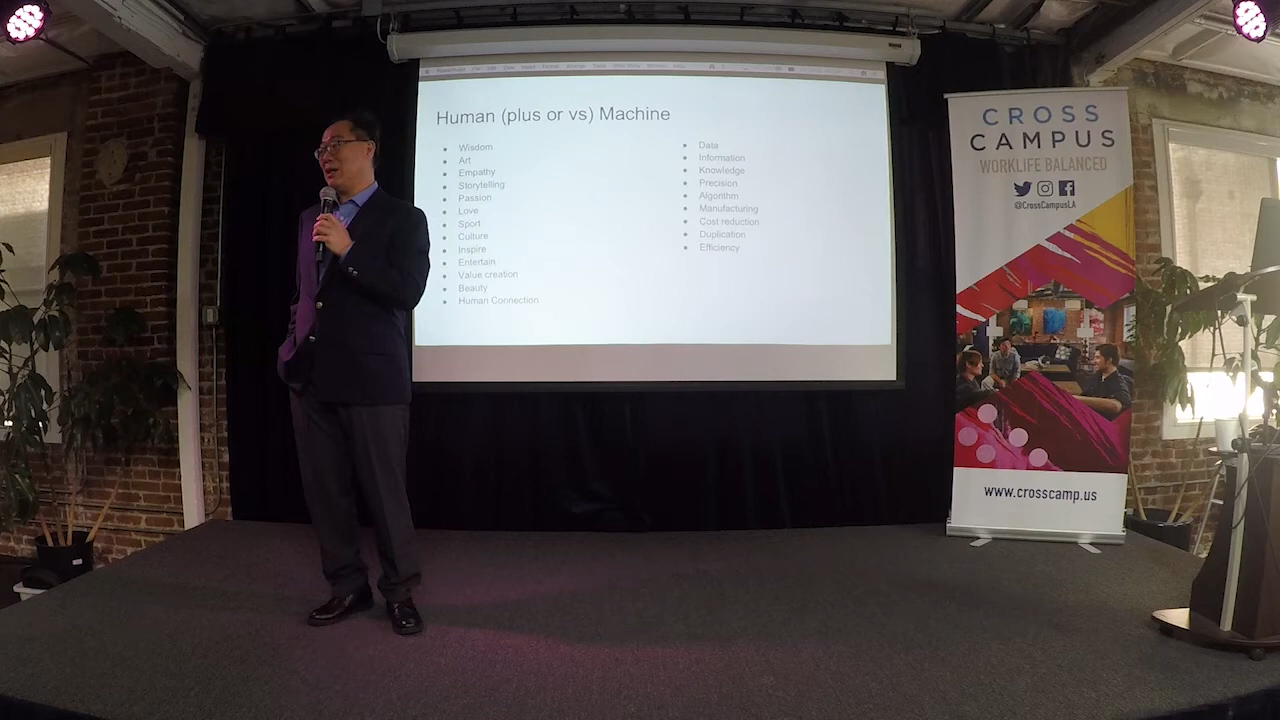 Human (plus or vs) Machine
Wisdom
Art
Empathy
Storytelling
Passion
Love
Sport
Culture
Inspire
Entertain
Value creation
Beauty
Human Connection
Data
Information
Knowledge
Precision
Algorithm
Manufacturing
Cost reduction
Duplication
Efficiency
CROSS
CAMPUS
WORKLIFE BALANCED
@CrossCampusLA
www.crosscamp.us